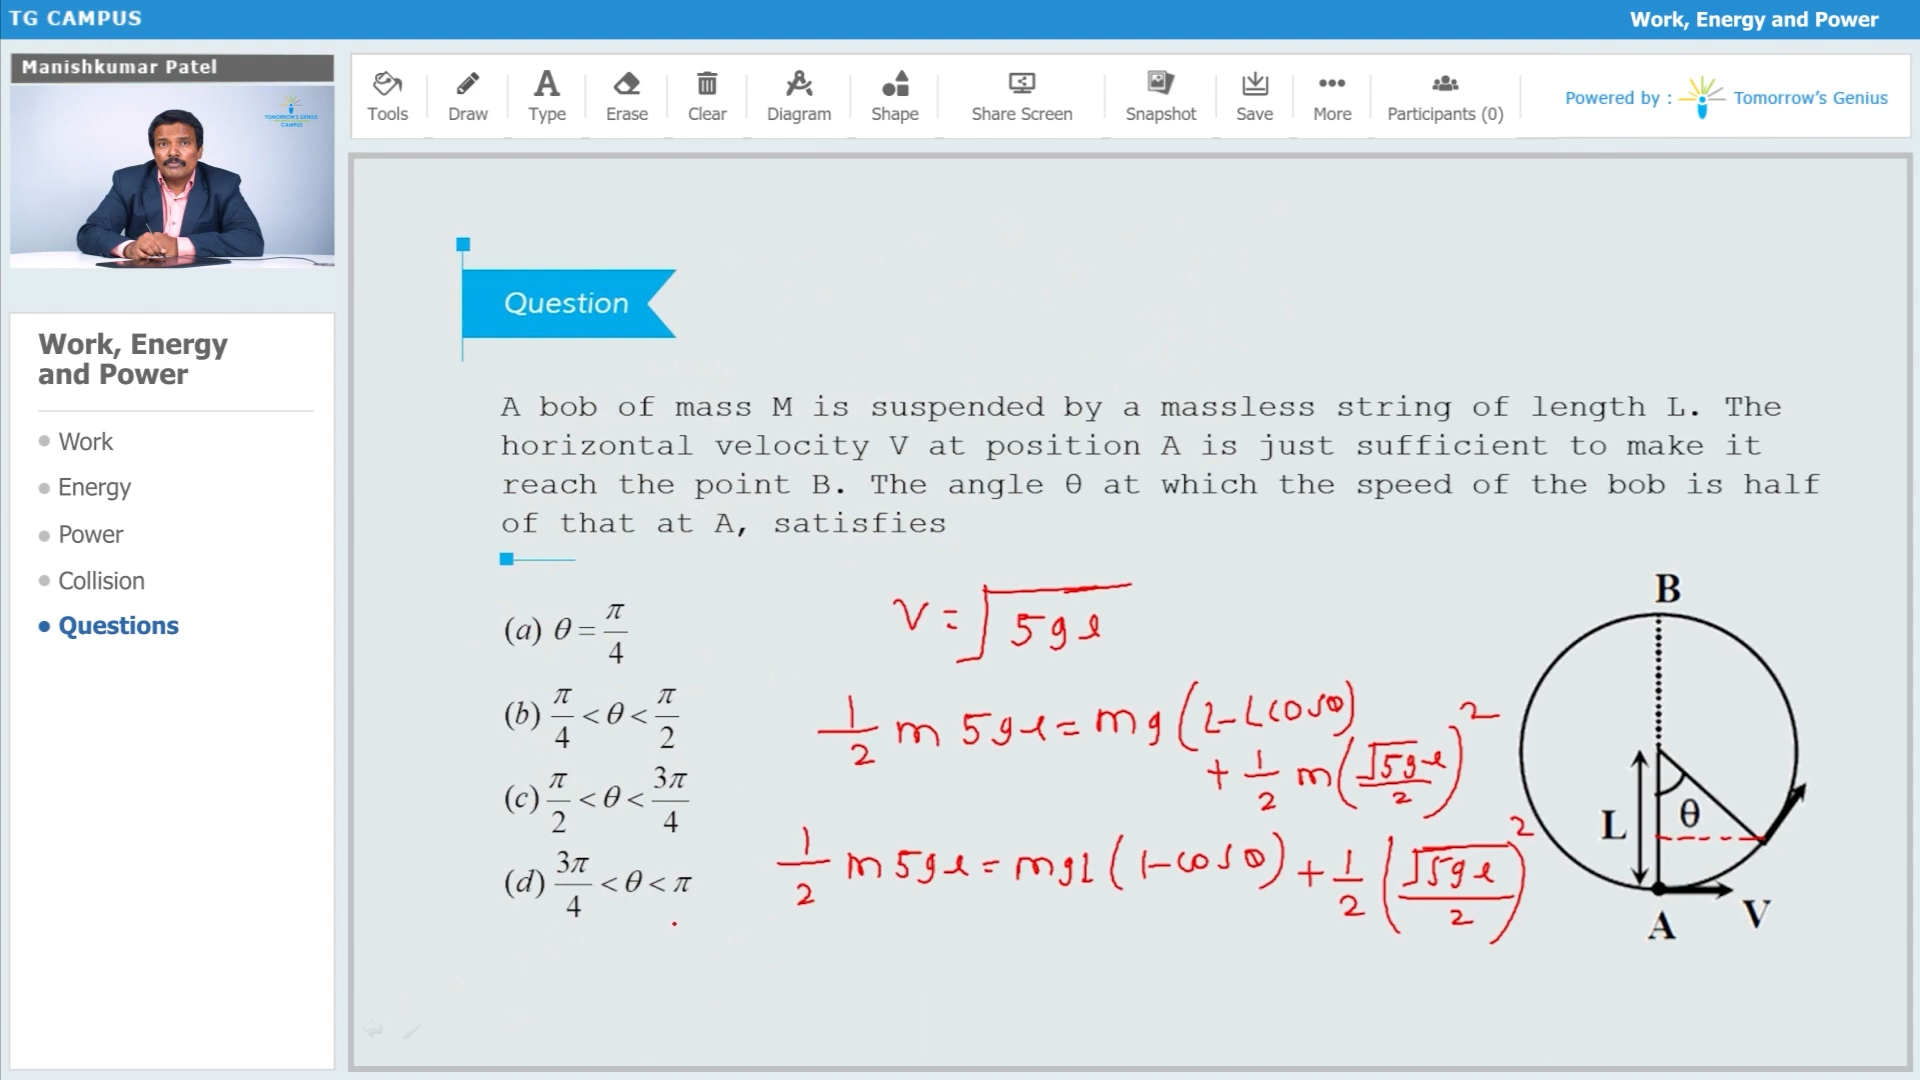 TG CAMPUS
Work, Energy and Power
Manishkumar Patel
TOMORROW'S GENIUS
CAMPUS
Tools
Draw
Type
Erase
Clear
Diagram
Shape
Share Screen
Snapshot
Save
More
Participants (0)
Powered by : Tomorrow's Genius
Work, Energy
and Power
Work
Energy
Power
Collision
Questions
Question
A bob of mass M is suspended by a massless string of length L. The
horizontal velocity V at position A is just sufficient to make it
reach the point B. The angle θ at which the speed of the bob is half
of that at A, satisfies
(a) θ = π/4
(b) π/4 < θ < π/2
(c) π/2 < θ < 3π/4
(d) 3π/4 < θ < π
V = √5gl
1/2 m 5gl = mg (L - L cos θ)
+ 1/2 m (√5gl/2)²
1/2 m 5gl = mgL (1 - cos θ) + 1/2 (√5gl/2)²
B
L
θ
A
V